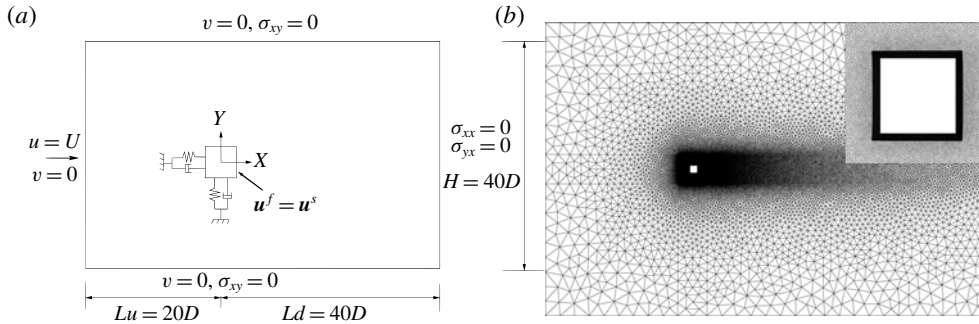 (a)
v = 0, σxy = 0
(b)
Y
X
u = U
v = 0
u^f = u^s
σxx = 0
σyx = 0
H = 40D
v = 0, σxy = 0
Lu = 20D
Ld = 40D